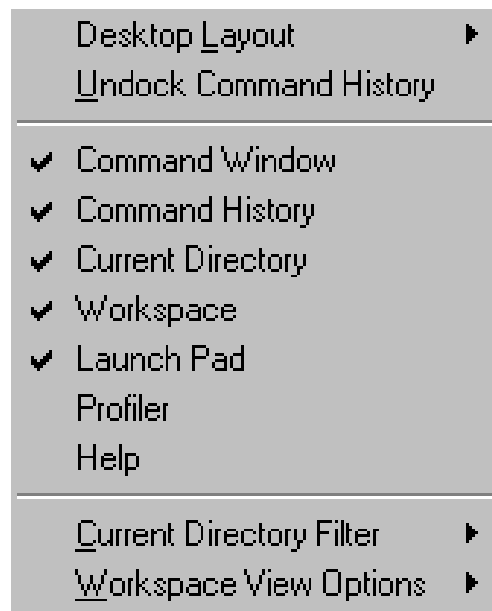 Desktop Layout
Undock Command History
Command Window
Command History
Current Directory
Workspace
Launch Pad
Profiler
Help
Current Directory Filter
Workspace View Options